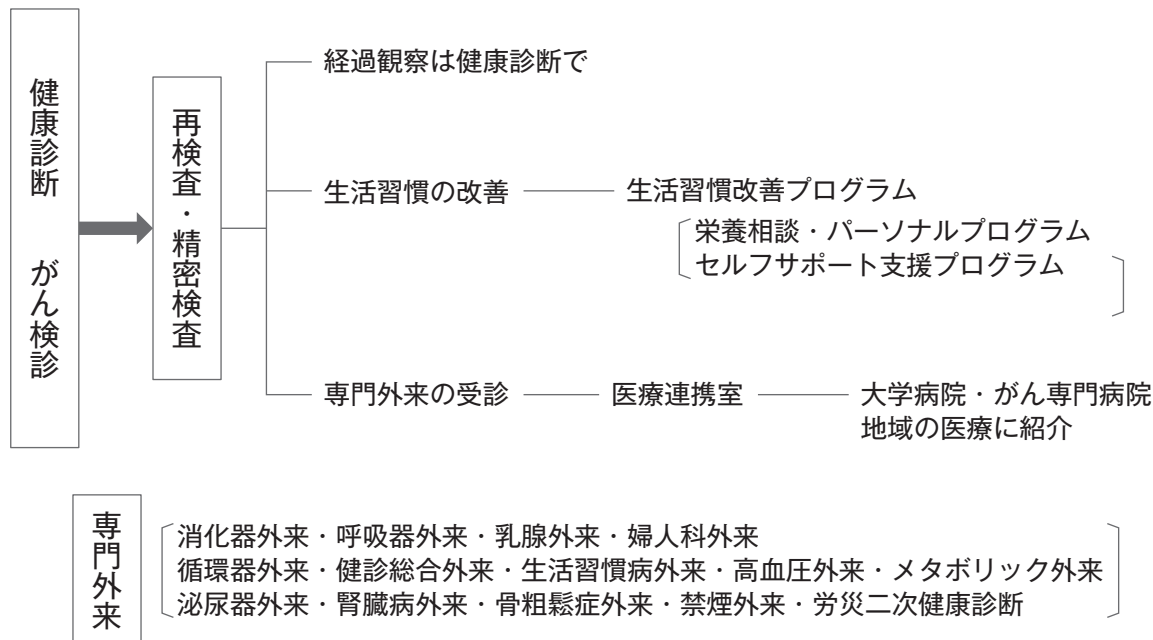 健康診断　がん検診
再検査・精密検査
経過観察は健康診断で
生活習慣の改善
生活習慣改善プログラム
栄養相談・パーソナルプログラム
セルフサポート支援プログラム
専門外来の受診
医療連携室
大学病院・がん専門病院
地域の医療に紹介
専門外来
消化器外来・呼吸器外来・乳腺外来・婦人科外来
循環器外来・健診総合外来・生活習慣病外来・高血圧外来・メタボリック外来
泌尿器外来・腎臓病外来・骨粗鬆症外来・禁煙外来・労災二次健康診断